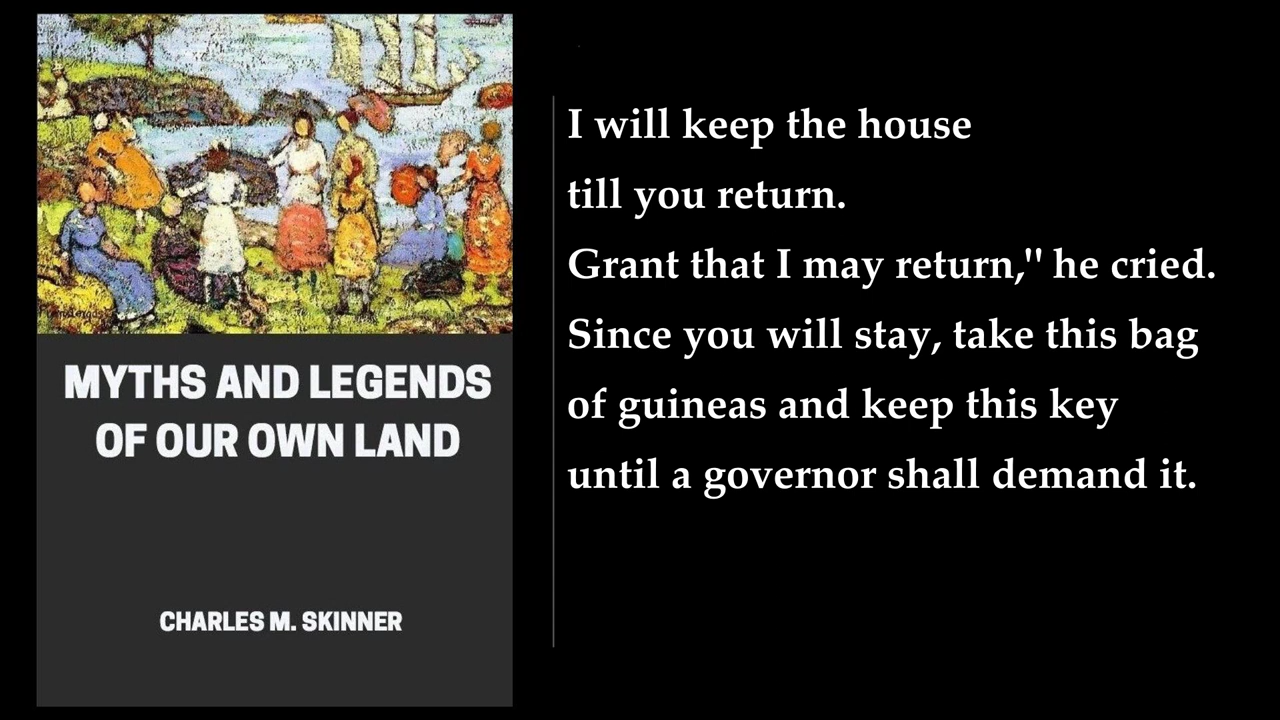 MYTHS AND LEGENDS
OF OUR OWN LAND
CHARLES M. SKINNER
I will keep the house
till you return.
Grant that I may return," he cried.
Since you will stay, take this bag
of guineas and keep this key
until a governor shall demand it.